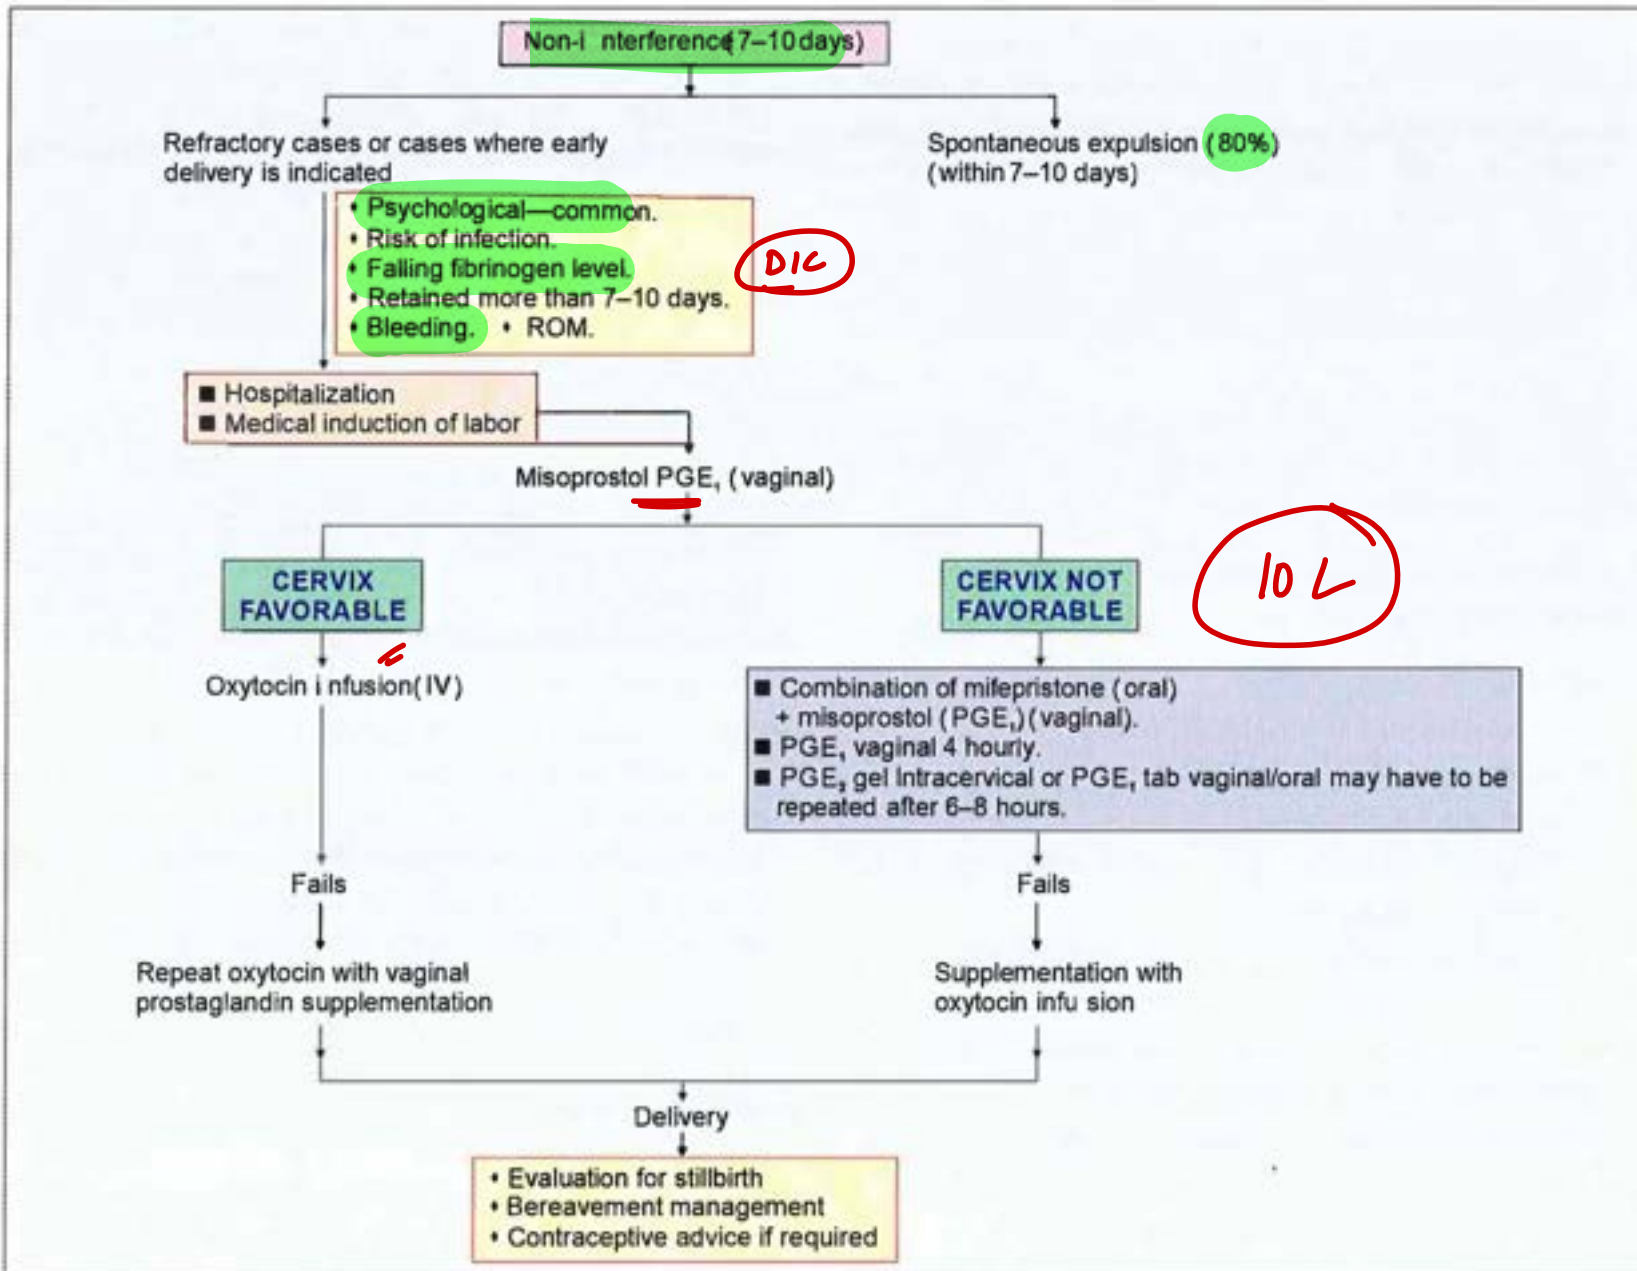 Non-i nterference(7–10 days)
Refractory cases or cases where early
delivery is indicated
Spontaneous expulsion (80%)
(within 7–10 days)
• Psychological—common.
• Risk of infection.
• Falling fibrinogen level.
• Retained more than 7–10 days.
• Bleeding. • ROM.
DIC
■ Hospitalization
■ Medical induction of labor
Misoprostol PGE₁ (vaginal)
CERVIX
FAVORABLE
CERVIX NOT
FAVORABLE
Oxytocin i nfusion(IV)
■ Combination of mifepristone (oral)
+ misoprostol (PGE₁)(vaginal).
■ PGE₁ vaginal 4 hourly.
■ PGE₂ gel Intracervical or PGE₁ tab vaginal/oral may have to be
repeated after 6–8 hours.
Fails
Fails
Repeat oxytocin with vaginal
prostaglandin supplementation
Supplementation with
oxytocin infu sion
Delivery
• Evaluation for stillbirth
• Bereavement management
• Contraceptive advice if required